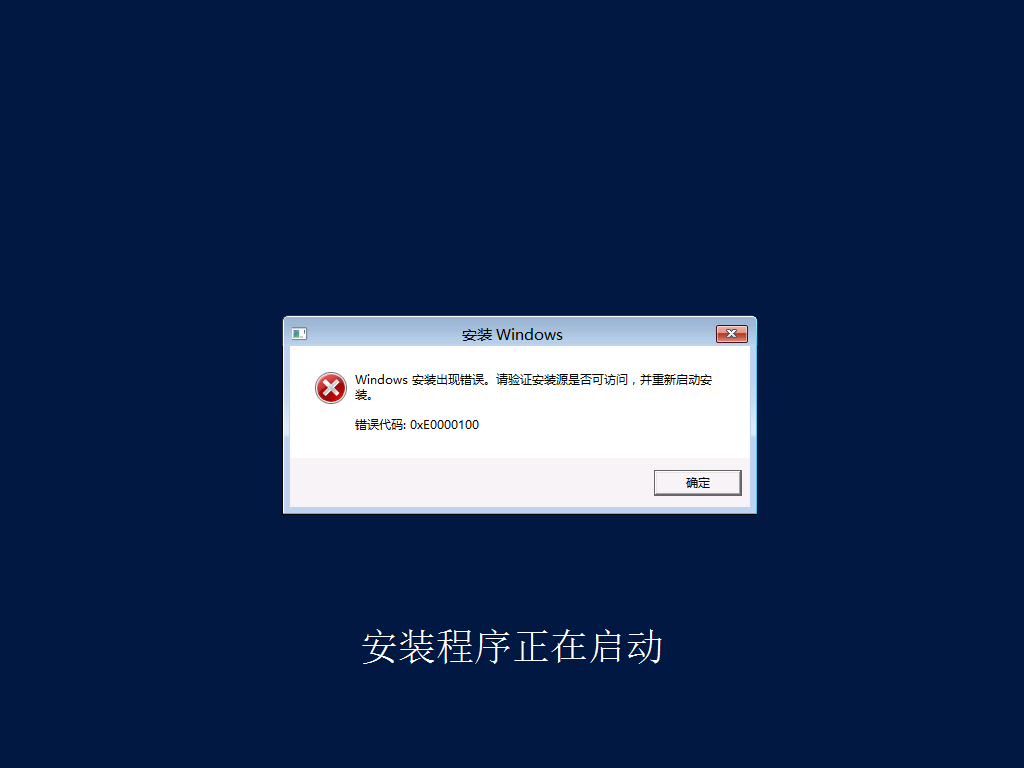 安装 Windows
Windows 安装出现错误。请验证安装源是否可访问，并重新启动安
装。
错误代码: 0xE0000100
确定
安装程序正在启动